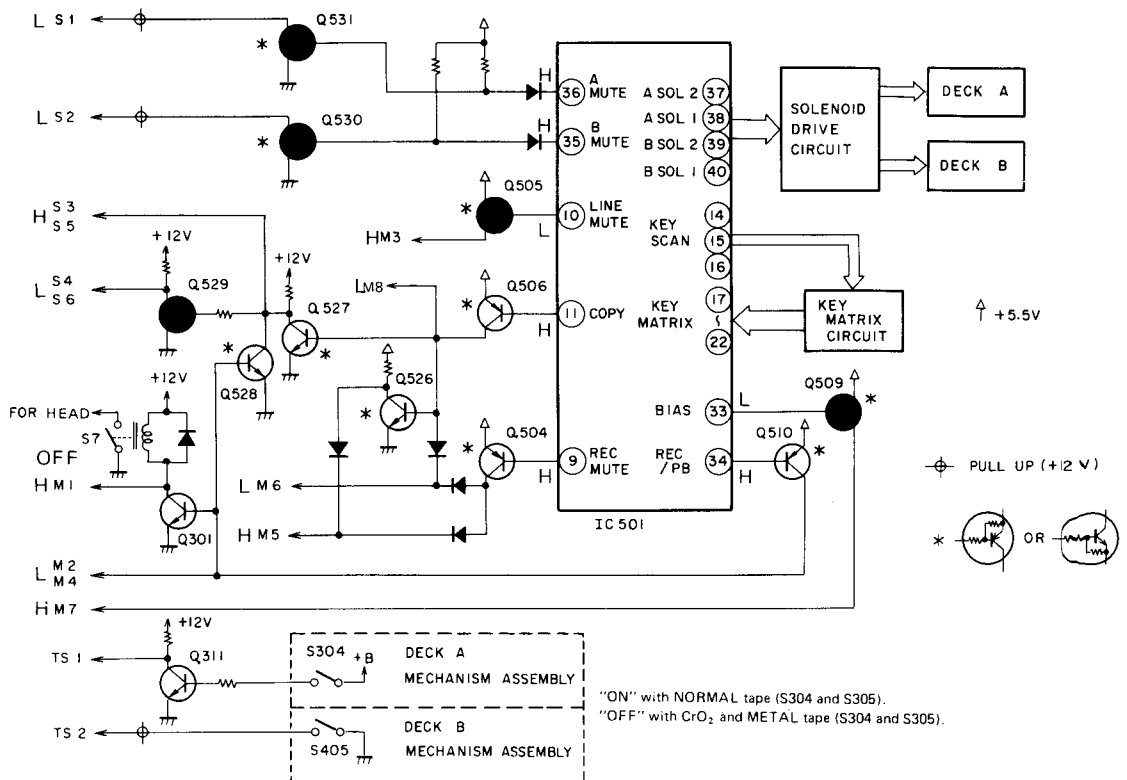 L S1
Q531
L S2
Q530
H S3
S5
+12V
L S4
S6
Q529
+12V
Q527
Q528
+12V
FOR HEAD
S7
OFF
H M1
Q301
L M2
M4
H M7
+12V
TS 1
Q311
TS 2
H M3
Q505
L M8
Q506
Q526
Q504
L M6
H M5
H
36
A
MUTE
H
35
B
MUTE
10
LINE
MUTE
L
11
COPY
H
9
REC
MUTE
H
IC 501
A SOL 2 37
A SOL 1 38
B SOL 2 39
B SOL 1 40
KEY
SCAN
14
15
16
KEY
MATRIX
17
~
22
BIAS
33
L
REC
/PB
34
H
Q509
Q510
SOLENOID
DRIVE
CIRCUIT
DECK A
DECK B
KEY
MATRIX
CIRCUIT
+5.5V
PULL UP (+12 V)
* OR
S304
+B
DECK A
MECHANISM ASSEMBLY
S405
DECK B
MECHANISM ASSEMBLY
"ON" with NORMAL tape (S304 and S305).
"OFF" with CrO₂ and METAL tape (S304 and S305).